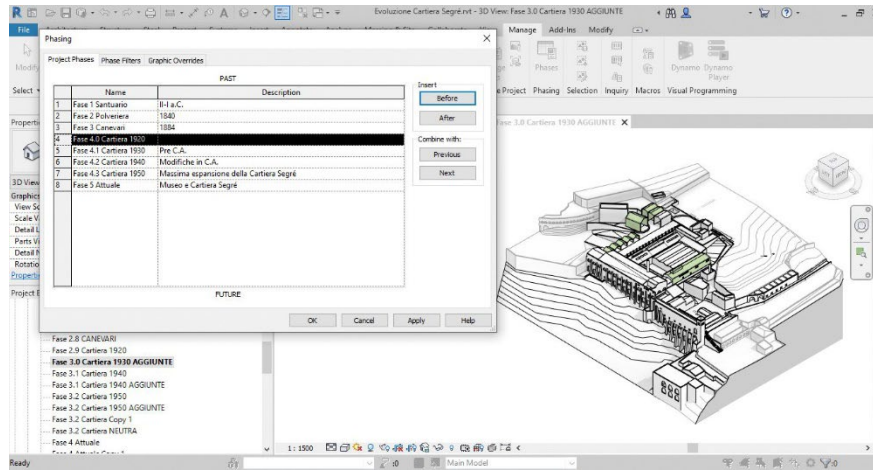 Evoluzione Cartiera Segré.rvt - 3D View: Fase 3.0 Cartiera 1930 AGGIUNTE
File
Manage Add-Ins Modify
Phasing
Project Phases Phase Filters Graphic Overrides
PAST
Name Description
1 Fase 1 Santuario II-I a.C.
2 Fase 2 Polveriera 1840
3 Fase 3 Canevari 1884
4 Fase 4.0 Cartiera 1920
5 Fase 4.1 Cartiera 1930 Pre C.A.
6 Fase 4.2 Cartiera 1940 Modifiche in C.A.
7 Fase 4.3 Cartiera 1950 Massima espansione della Cartiera Segré
8 Fase 5 Attuale Museo e Cartiera Segré
FUTURE
Insert
Before
After
Combine with:
Previous
Next
OK Cancel Apply Help
Modify
Select
Phases
Dynamo Dynamo
Player
e Project Phasing Selection Inquiry Macros Visual Programming
Fase 3.0 Cartiera 1930 AGGIUNTE
Properti
3D View
Graphics
View Sc
Scale V
Detail L
Parts Vi
Detail N
Rotatio
Properti
Project E
Fase 2.8 CANEVARI
Fase 2.9 Cartiera 1920
Fase 3.0 Cartiera 1930 AGGIUNTE
Fase 3.1 Cartiera 1940
Fase 3.1 Cartiera 1940 AGGIUNTE
Fase 3.2 Cartiera 1950
Fase 3.2 Cartiera 1950 AGGIUNTE
Fase 3.2 Cartiera Copy 1
Fase 3.2 Cartiera NEUTRA
Fase 4 Attuale
1 : 1500
Ready
:0
Main Model
:0